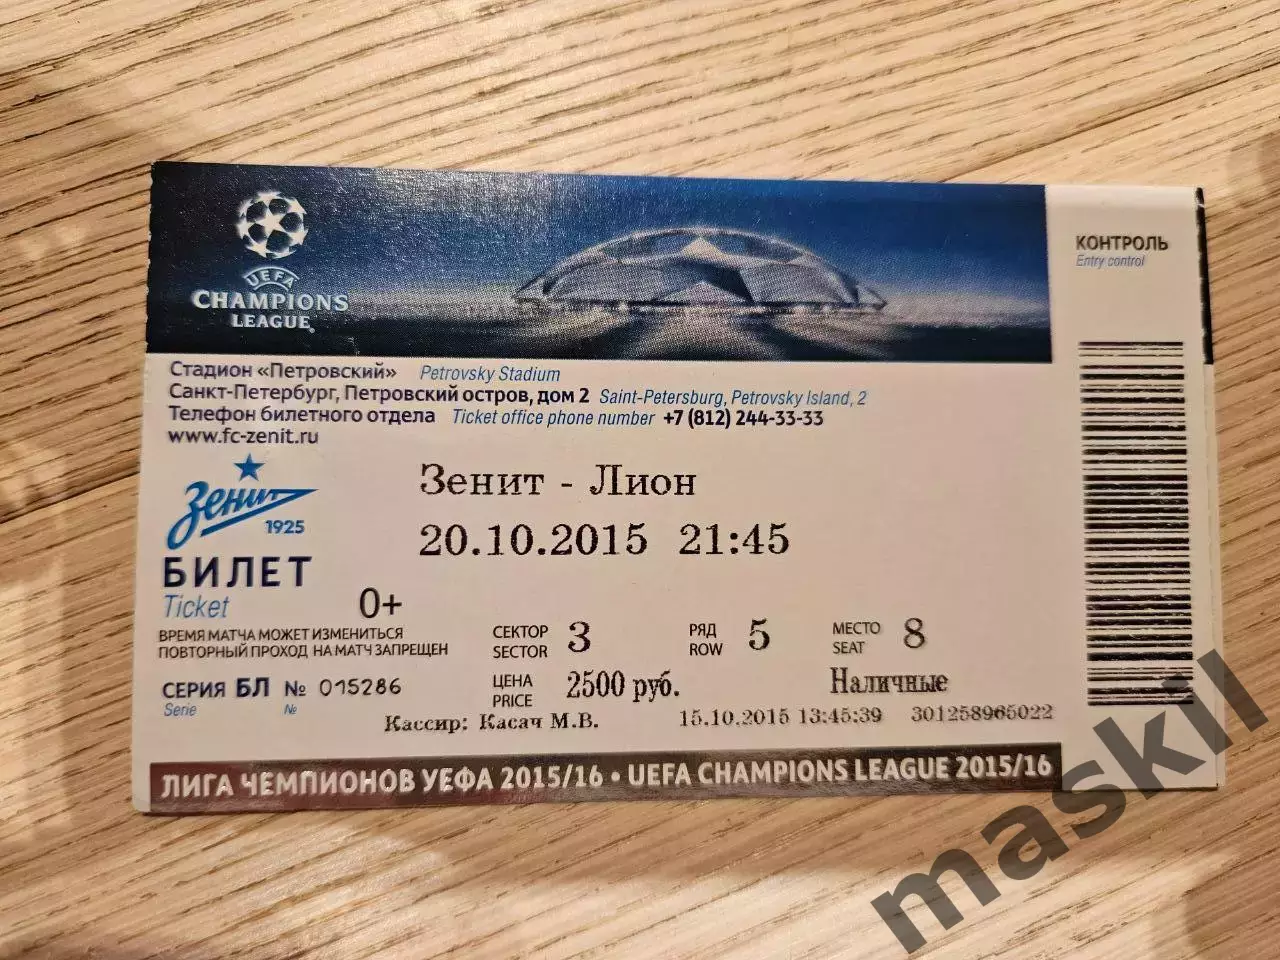 UEFA
CHAMPIONS
LEAGUE
КОНТРОЛЬ
Entry control
Стадион «Петровский» Petrovsky Stadium
Санкт-Петербург, Петровский остров, дом 2 Saint-Petersburg, Petrovsky Island, 2
Телефон билетного отдела Ticket office phone number +7 (812) 244-33-33
www.fc-zenit.ru
Зенит
1925
Зенит - Лион
20.10.2015 21:45
БИЛЕТ
Ticket
0+
ВРЕМЯ МАТЧА МОЖЕТ ИЗМЕНИТЬСЯ
ПОВТОРНЫЙ ПРОХОД НА МАТЧ ЗАПРЕЩЕН
СЕКТОР 3 РЯД 5 МЕСТО 8
SECTOR ROW SEAT
СЕРИЯ БЛ № 015286
Serie №
ЦЕНА 2500 руб. Наличные
PRICE
Кассир: Касач М.В. 15.10.2015 13:45:39 301258965022
ЛИГА ЧЕМПИОНОВ УЕФА 2015/16 • UEFA CHAMPIONS LEAGUE 2015/16
maskil